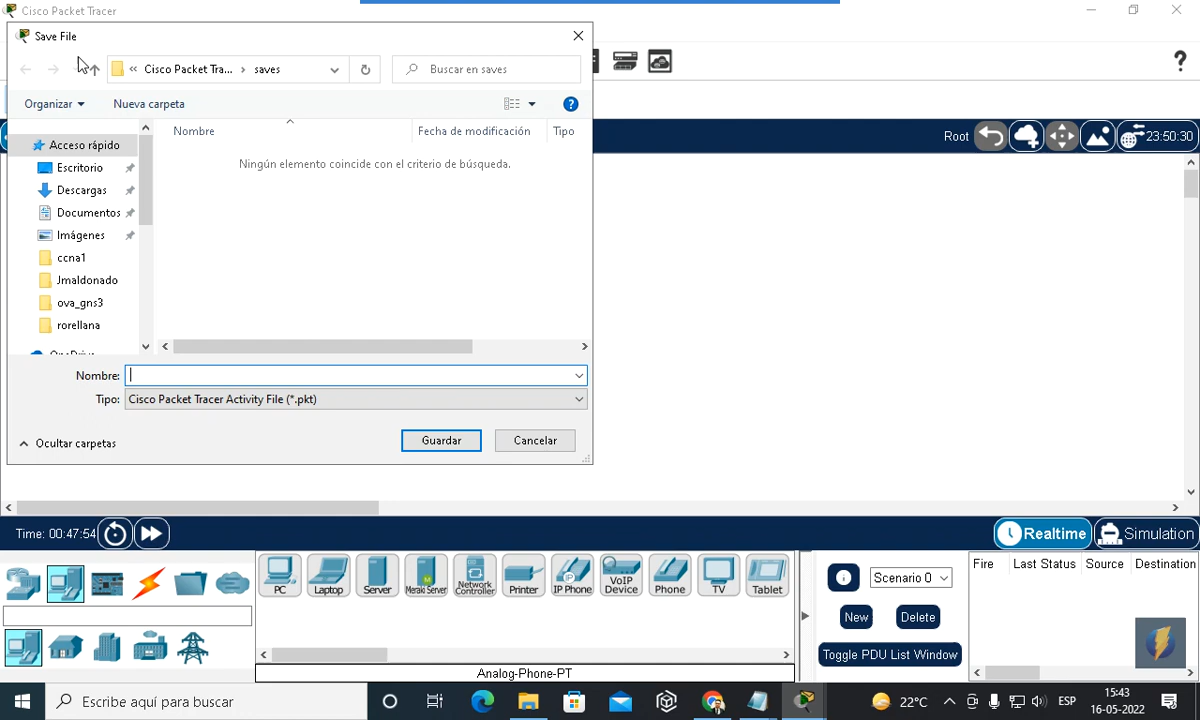 Cisco Packet Tracer
Save File
Cisco Packet Tra...
saves
Buscar en saves
Organizar
Nueva carpeta
Acceso rápido
Escritorio
Descargas
Documentos
Imágenes
ccna1
Jmaldonado
ova_gns3
rorellana
Nombre
Fecha de modificación
Tipo
Ningún elemento coincide con el criterio de búsqueda.
Nombre:
Tipo:
Cisco Packet Tracer Activity File (*.pkt)
Ocultar carpetas
Guardar
Cancelar
Root
23:50:30
Time: 00:47:54
Realtime
Simulation
PC
Laptop
Server
Meraki Server
Network Controller
Printer
IP Phone
VoIP Device
Phone
TV
Tablet
Analog-Phone-PT
Scenario 0
New
Delete
Toggle PDU List Window
Fire
Last Status
Source
Destination
Escribe aquí para buscar
22°C
ESP
15:43
16-05-2022